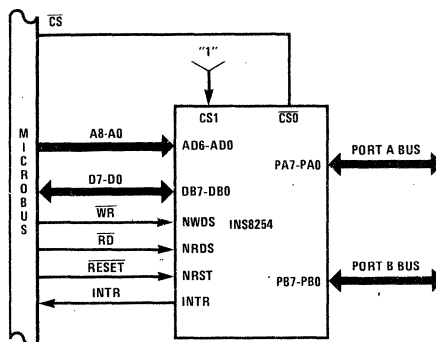 CS
"1"
CS1 CS0
MICROBUS
A8-A0 AD6-AD0
PA7-PA0 PORT A BUS
D7-D0 DB7-DB0
WR NWDS INS8254
RD NRDS
RESET NRST
INTR INTR
PB7-PB0 PORT B BUS